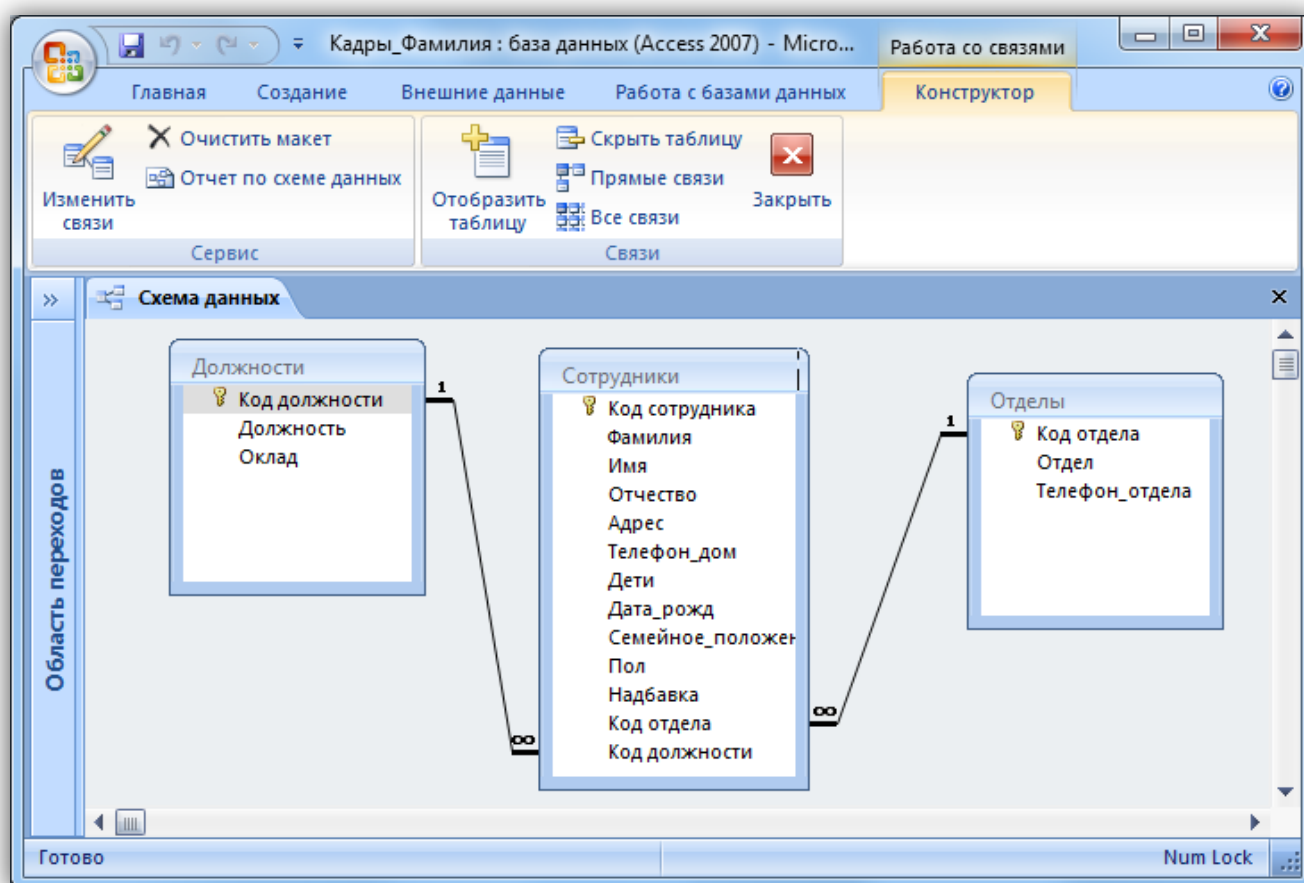 Кадры_Фамилия : база данных (Access 2007) - Micro...
Работа со связями
Главная
Создание
Внешние данные
Работа с базами данных
Конструктор
Изменить
связи
Очистить макет
Отчет по схеме данных
Сервис
Отобразить
таблицу
Скрыть таблицу
Прямые связи
Все связи
Закрыть
Связи
Область переходов
Схема данных
Должности
Код должности
Должность
Оклад
1
∞
Сотрудники
Код сотрудника
Фамилия
Имя
Отчество
Адрес
Телефон_дом
Дети
Дата_рожд
Семейное_положен
Пол
Надбавка
Код отдела
Код должности
∞
1
Отделы
Код отдела
Отдел
Телефон_отдела
Готово
Num Lock